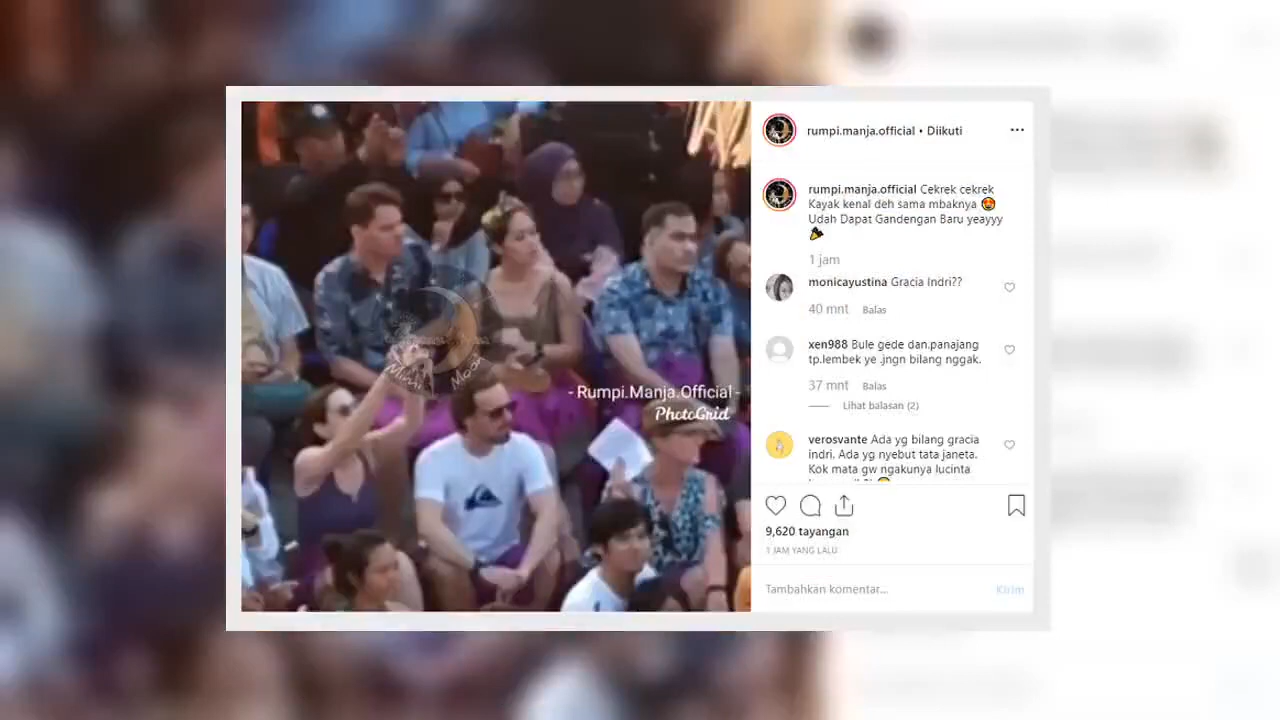 - Rumpi.Manja.Official -
PhotoGrid
rumpi.manja.official • Diikuti
rumpi.manja.official Cekrek cekrek
Kayak kenal deh sama mbaknya 🤩
Udah Dapat Gandengan Baru yeayyy
🎉
1 jam
monicayustina Gracia Indri??
40 mnt Balas
xen988 Bule gede dan.panajang
tp.lembek ye .jngn bilang nggak.
37 mnt Balas
Lihat balasan (2)
verosvante Ada yg bilang gracia
indri. Ada yg nyebut tata janeta.
Kok mata gw ngakunya lucinta
9,620 tayangan
1 JAM YANG LALU
Tambahkan komentar...
Kirim